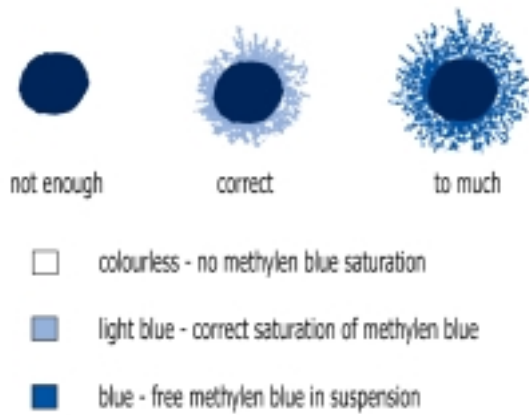 not enough correct to much
colourless - no methylen blue saturation
light blue - correct saturation of methylen blue
blue - free methylen blue in suspension